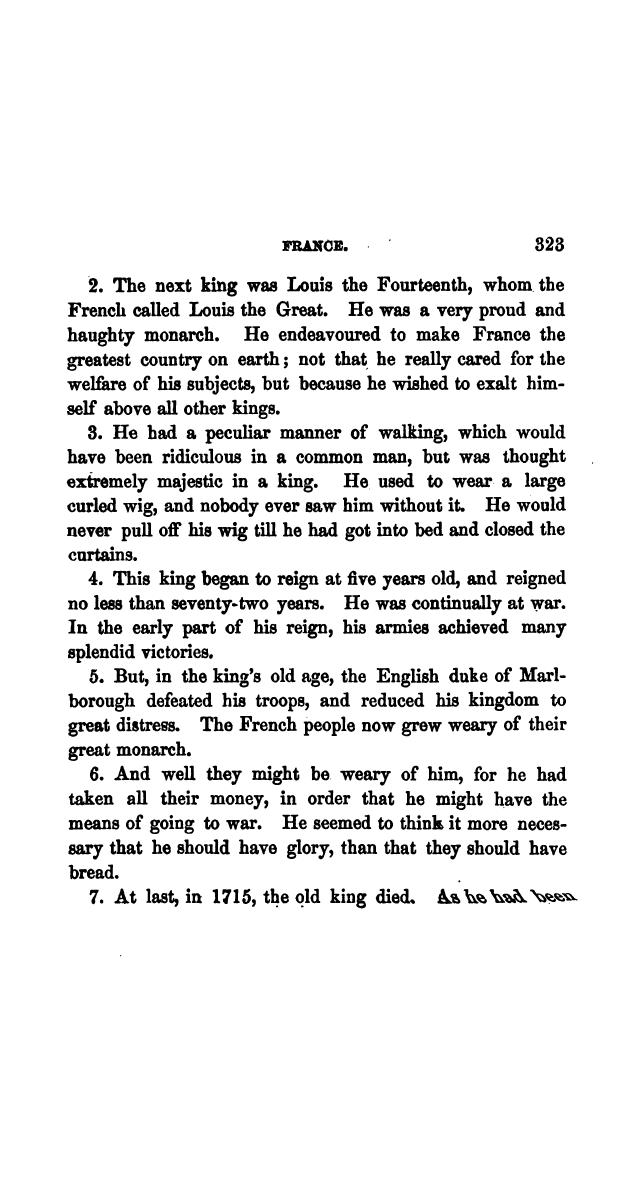 FRANCE. 323
2. The next king was Louis the Fourteenth, whom the
French called Louis the Great. He was a very proud and
haughty monarch. He endeavoured to make France the
greatest country on earth; not that he really cared for the
welfare of his subjects, but because he wished to exalt him-
self above all other kings.
3. He had a peculiar manner of walking, which would
have been ridiculous in a common man, but was thought
extremely majestic in a king. He used to wear a large
curled wig, and nobody ever saw him without it. He would
never pull off his wig till he had got into bed and closed the
curtains.
4. This king began to reign at five years old, and reigned
no less than seventy-two years. He was continually at war.
In the early part of his reign, his armies achieved many
splendid victories.
5. But, in the king's old age, the English duke of Marl-
borough defeated his troops, and reduced his kingdom to
great distress. The French people now grew weary of their
great monarch.
6. And well they might be weary of him, for he had
taken all their money, in order that he might have the
means of going to war. He seemed to think it more neces-
sary that he should have glory, than that they should have
bread.
7. At last, in 1715, the old king died. As he had been